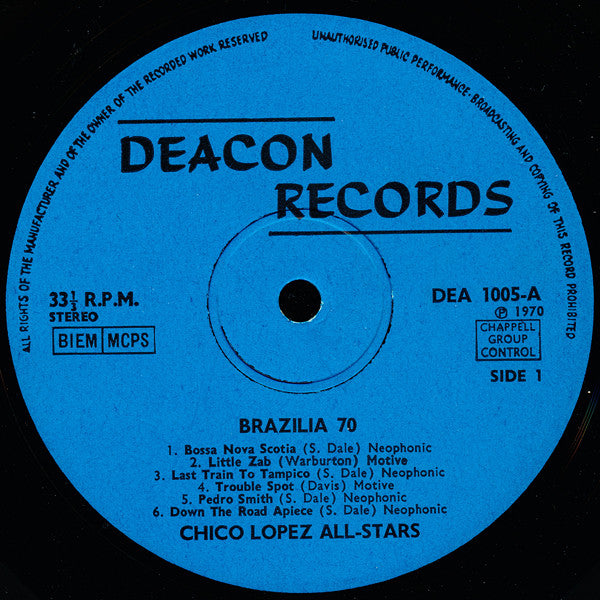 ALL RIGHTS OF THE MANUFACTURER AND OF THE OWNER OF THE RECORDED WORK RESERVED
UNAUTHORISED PUBLIC PERFORMANCE·BROADCASTING AND COPYING OF THIS RECORD PROHIBITED
DEACON
RECORDS
33⅓ R.P.M.
STEREO
BIEM MCPS
DEA 1005-A
℗ 1970
CHAPPELL
GROUP
CONTROL
SIDE 1
BRAZILIA 70
1. Bossa Nova Scotia (S. Dale) Neophonic
2. Little Zab (Warburton) Motive
3. Last Train To Tampico (S. Dale) Neophonic
4. Trouble Spot (Davis) Motive
5. Pedro Smith (S. Dale) Neophonic
6. Down The Road Apiece (S. Dale) Neophonic
CHICO LOPEZ ALL-STARS